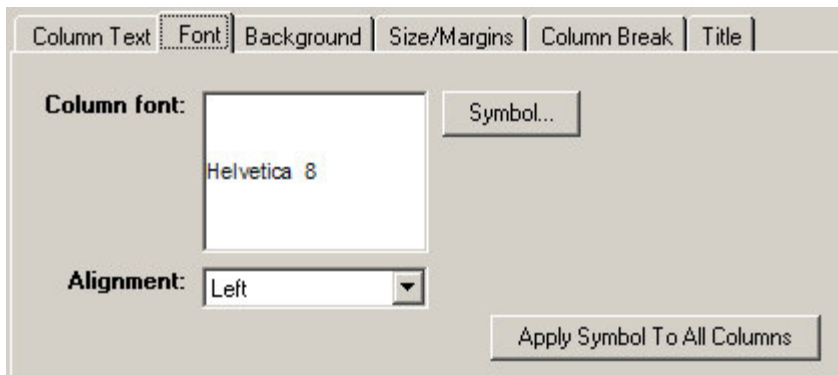 Column Text Font Background Size/Margins Column Break Title
Column font: Symbol...
Helvetica 8
Alignment: Left
Apply Symbol To All Columns